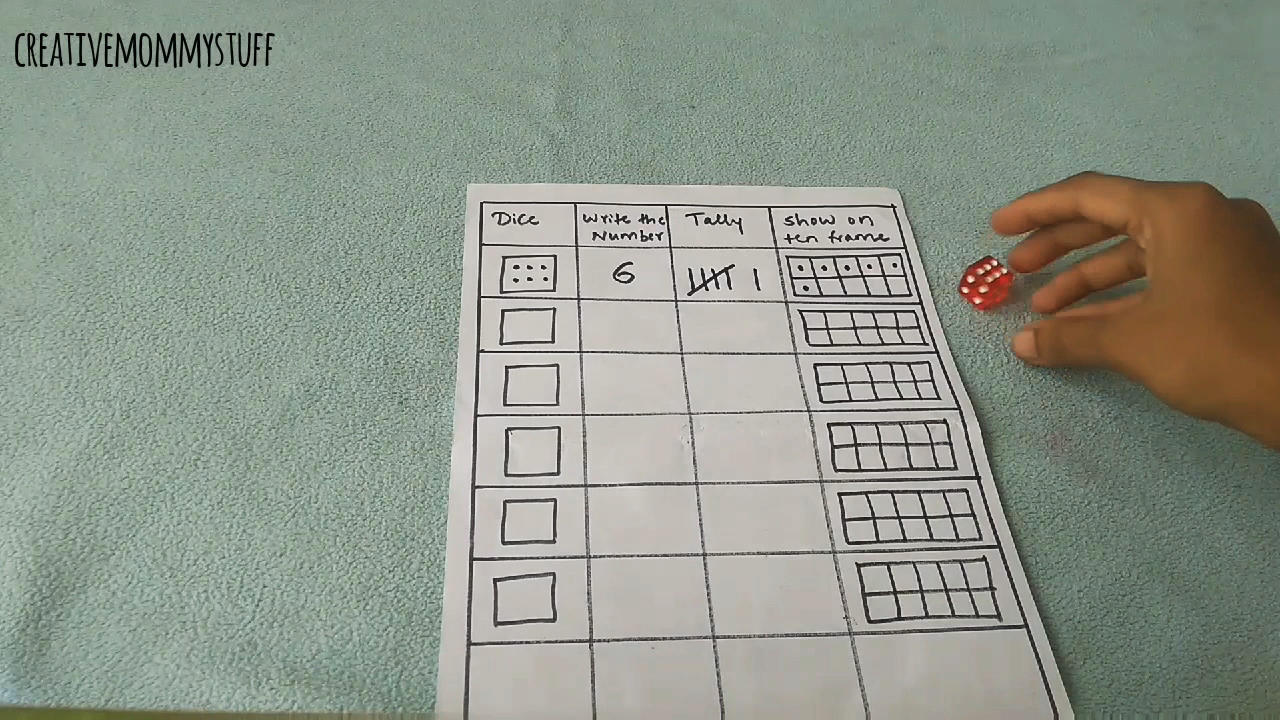 CREATIVEMOMMYSTUFF
Dice
Write the
Number
Tally
Show on
ten frame
6